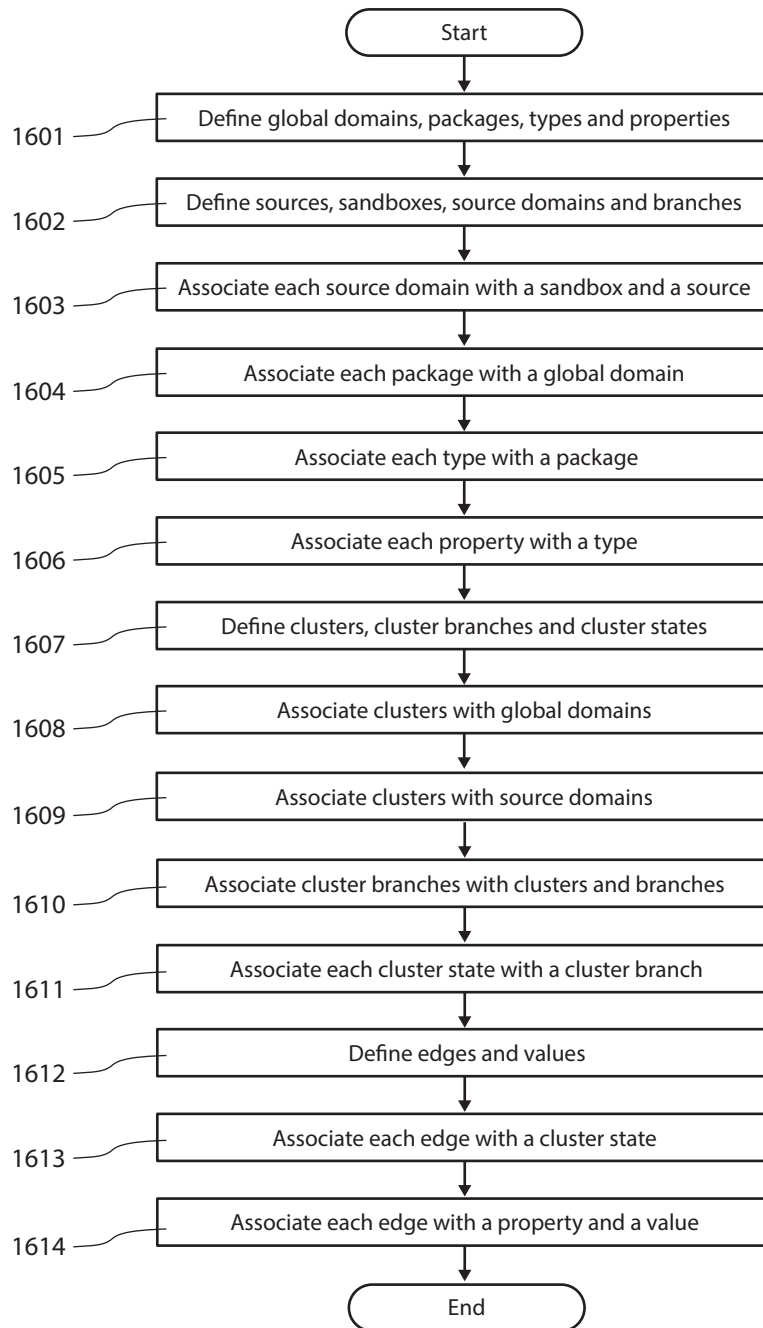 Start
1601 Define global domains, packages, types and properties
1602 Define sources, sandboxes, source domains and branches
1603 Associate each source domain with a sandbox and a source
1604 Associate each package with a global domain
1605 Associate each type with a package
1606 Associate each property with a type
1607 Define clusters, cluster branches and cluster states
1608 Associate clusters with global domains
1609 Associate clusters with source domains
1610 Associate cluster branches with clusters and branches
1611 Associate each cluster state with a cluster branch
1612 Define edges and values
1613 Associate each edge with a cluster state
1614 Associate each edge with a property and a value
End